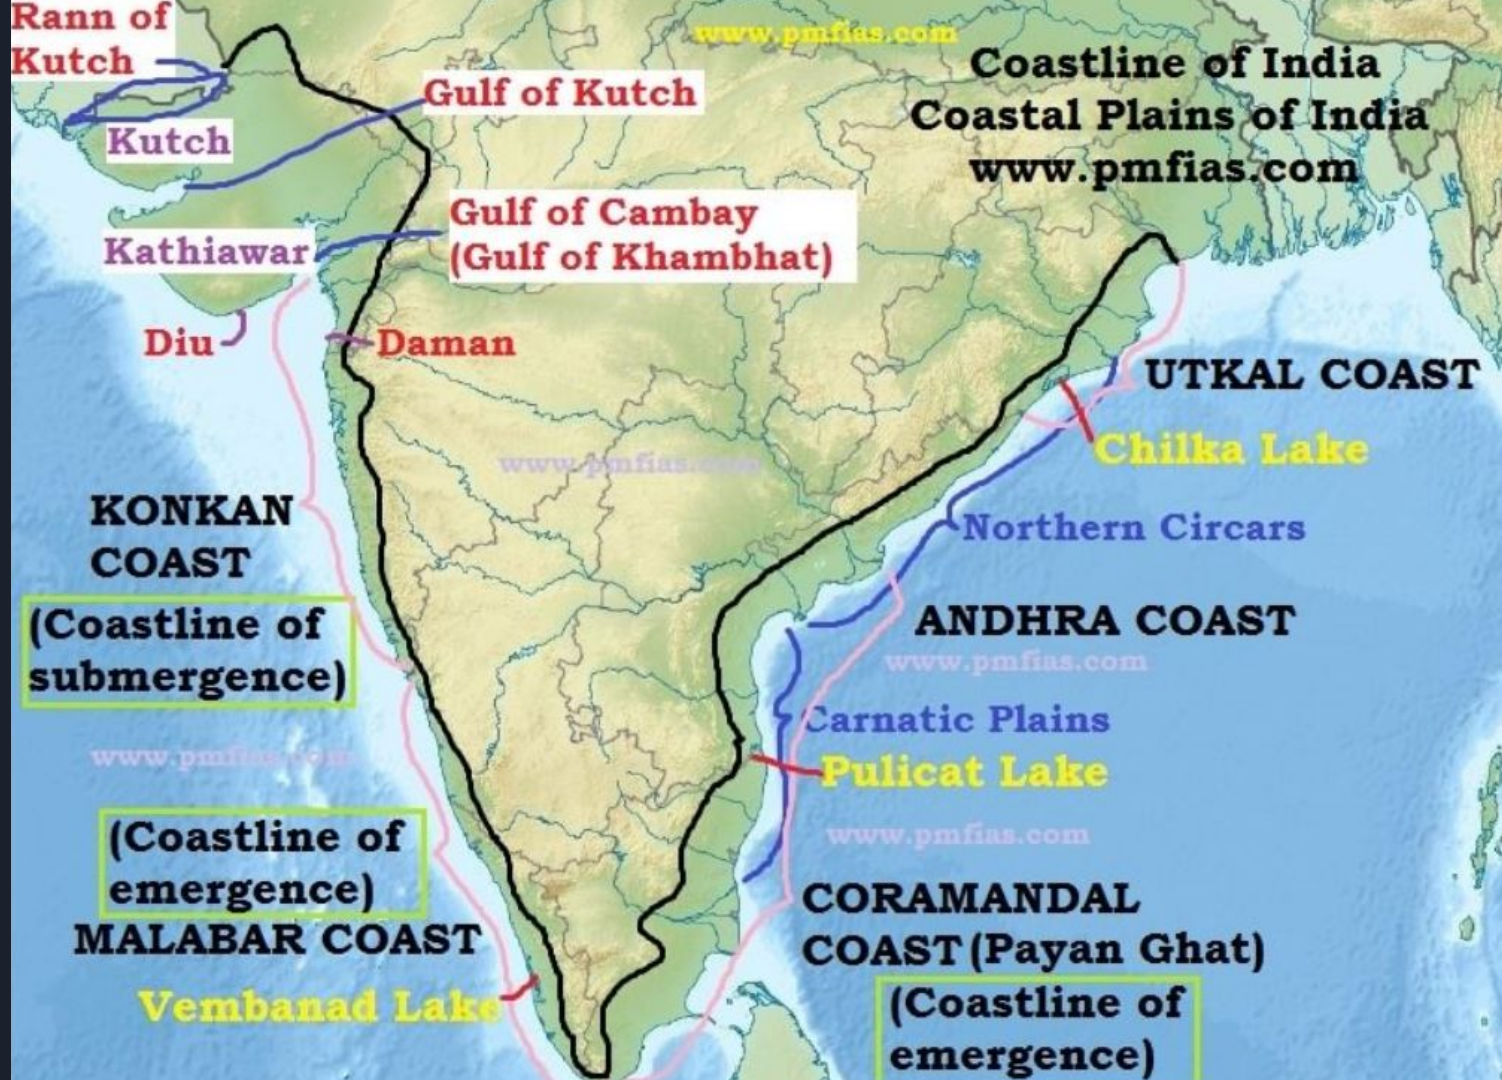 Rann of
Kutch
www.pmfias.com
Coastline of India
Coastal Plains of India
www.pmfias.com
Gulf of Kutch
Kutch
Gulf of Cambay
(Gulf of Khambhat)
Kathiawar
Diu
Daman
UTKAL COAST
Chilka Lake
www.pmfias.com
KONKAN
COAST
Northern Circars
(Coastline of
submergence)
ANDHRA COAST
www.pmfias.com
Carnatic Plains
www.pmfias.com
Pulicat Lake
www.pmfias.com
(Coastline of
emergence)
MALABAR COAST
CORAMANDAL
COAST (Payan Ghat)
Vembanad Lake
(Coastline of
emergence)